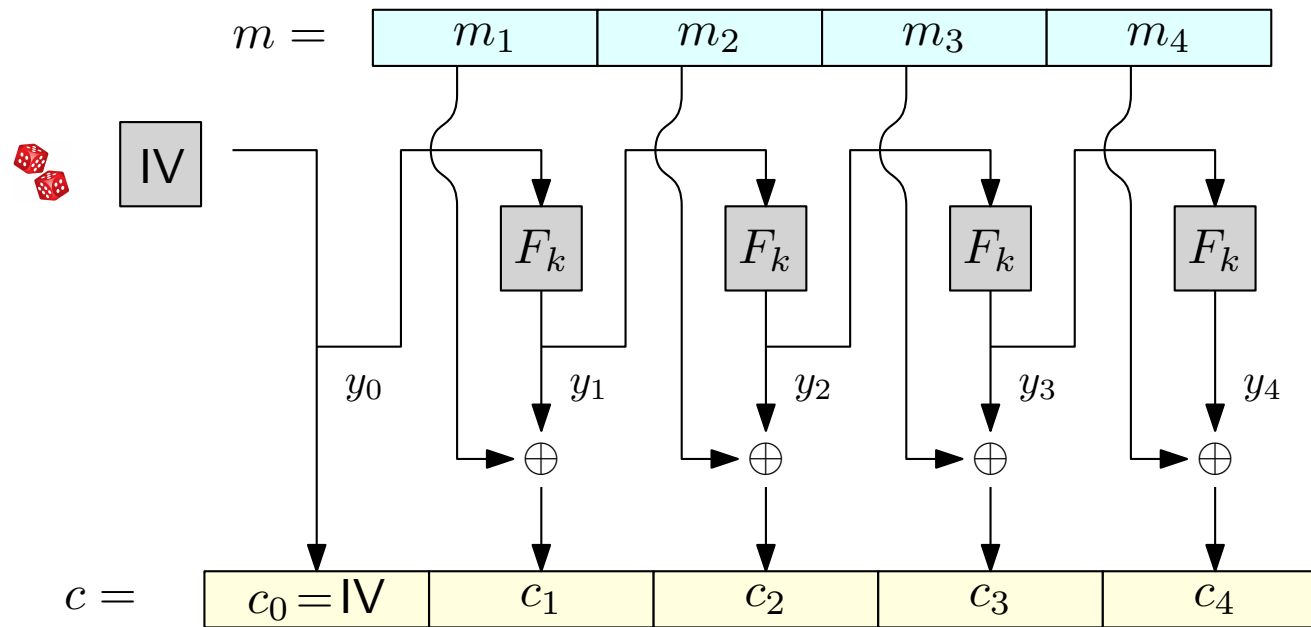 m = m₁ m₂ m₃ m₄
IV
Fₖ Fₖ Fₖ Fₖ
y₀ y₁ y₂ y₃ y₄
⊕ ⊕ ⊕ ⊕
c = c₀ = IV c₁ c₂ c₃ c₄